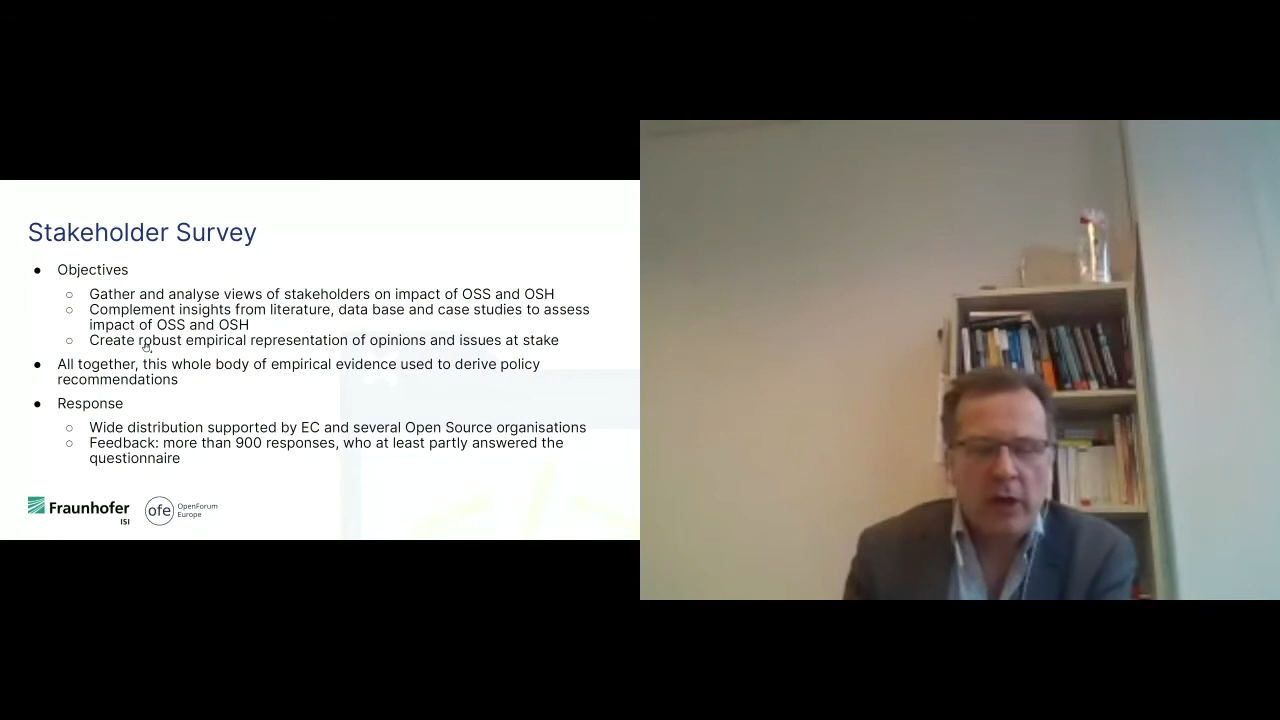 Stakeholder Survey
● Objectives
○ Gather and analyse views of stakeholders on impact of OSS and OSH
○ Complement insights from literature, data base and case studies to assess
impact of OSS and OSH
○ Create robust empirical representation of opinions and issues at stake
● All together, this whole body of empirical evidence used to derive policy
recommendations
● Response
○ Wide distribution supported by EC and several Open Source organisations
○ Feedback: more than 900 responses, who at least partly answered the
questionnaire
Fraunhofer
ISI
ofe OpenForum
Europe